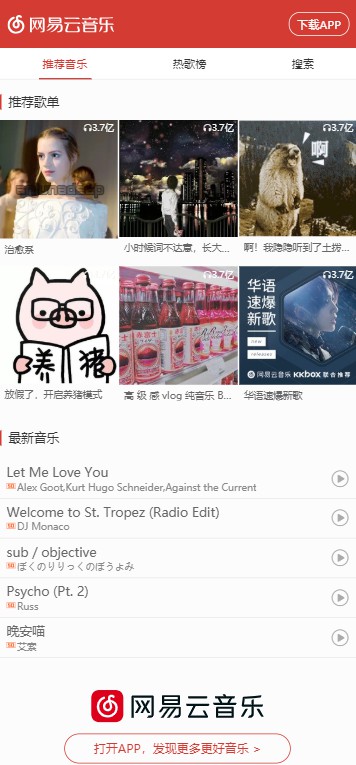 网易云音乐
下载APP
推荐音乐
热歌榜
搜索
推荐歌单
3.7亿
3.7亿
3.7亿
啊
治愈系
小时候词不达意，长大...
啊！我隐隐听到了土拨...
3.7亿
3.7亿
3.7亿
养猪
华语
速爆
新歌
new
released
网易云音乐 KKBOX 联合推荐
放假了，开启养猪模式
高 级 感 vlog 纯音乐 B...
华语速爆新歌
最新音乐
Let Me Love You
SQ Alex Goot,Kurt Hugo Schneider,Against the Current
Welcome to St. Tropez (Radio Edit)
SQ DJ Monaco
sub / objective
SQ ぼくのりりっくのぼうよみ
Psycho (Pt. 2)
SQ Russ
晚安喵
SQ 艾索
网易云音乐
打开APP，发现更多更好音乐 >